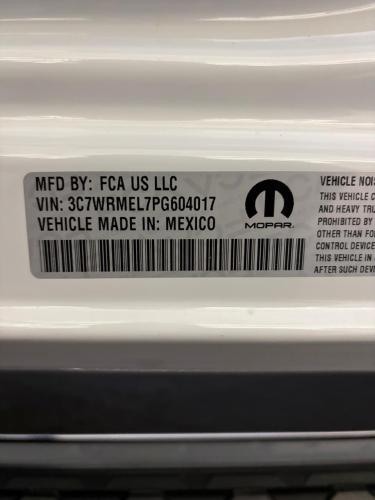 MFD BY: FCA US LLC
VIN: 3C7WRMEL7PG604017
VEHICLE MADE IN: MEXICO
MOPAR.
VEHICLE NOIS
THIS VEHICLE C
AND HEAVY TRU
PROHIBITED BY
OTHER THAN FO
CONTROL DEVICE
THIS VEHICLE IN
AFTER SUCH DEVI